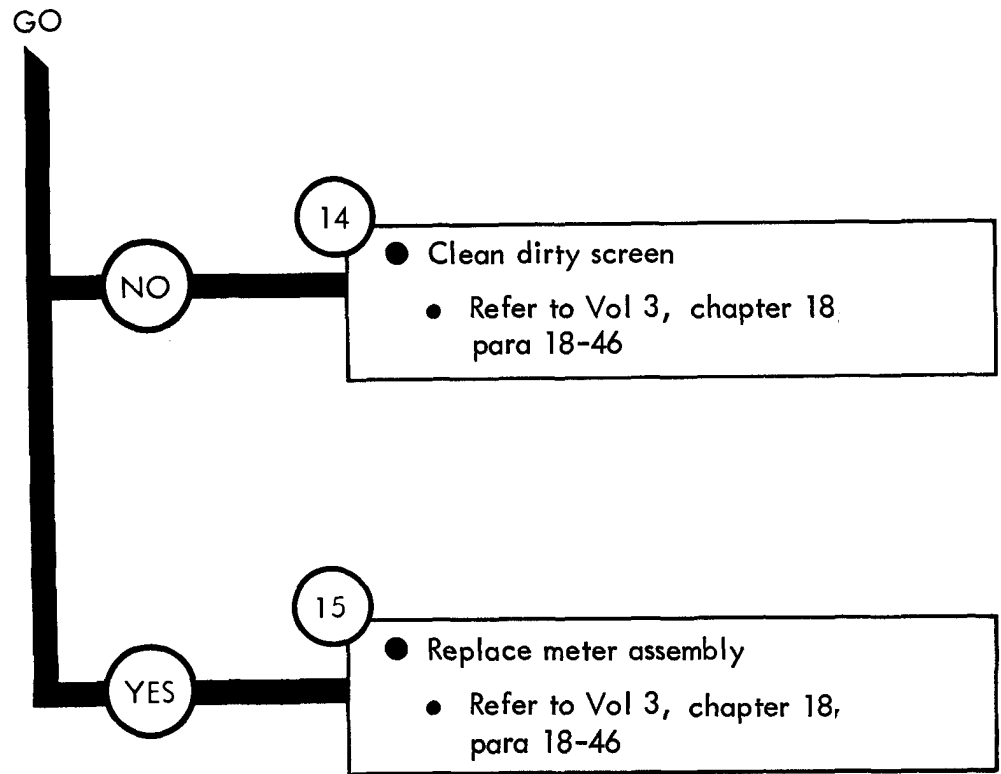 GO
14
● Clean dirty screen
NO
● Refer to Vol 3, chapter 18
para 18-46
15
● Replace meter assembly
YES
● Refer to Vol 3, chapter 18,
para 18-46